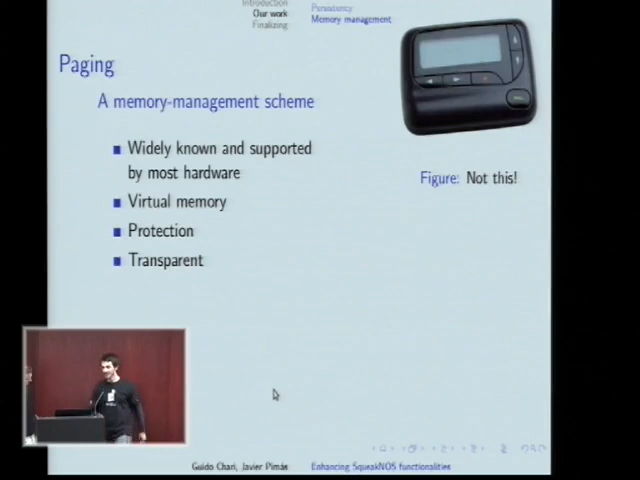 Introduction
Our work
Finalizing
Persistency
Memory management
Paging
A memory-management scheme
Widely known and supported
by most hardware
Virtual memory
Protection
Transparent
Figure: Not this!
Guido Chari, Javier Pimás
Enhancing SqueakNOS functionalities